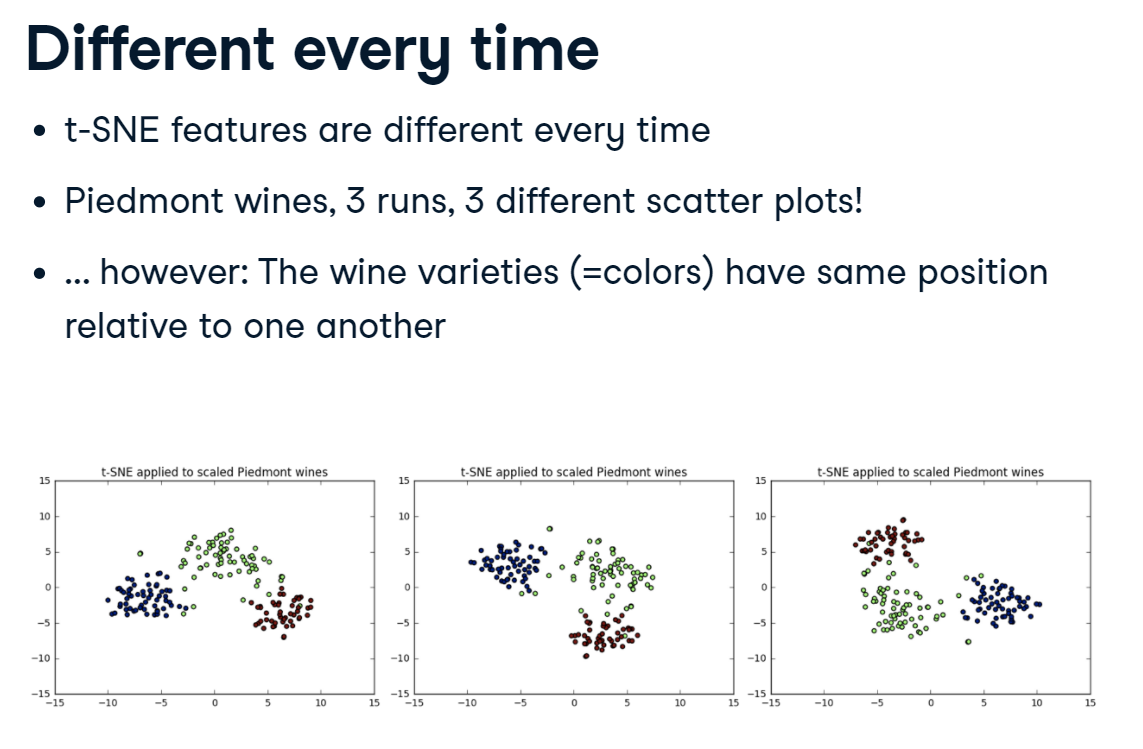 Different every time
• t-SNE features are different every time
• Piedmont wines, 3 runs, 3 different scatter plots!
• ... however: The wine varieties (=colors) have same position
relative to one another
t-SNE applied to scaled Piedmont wines
15
10
5
0
−5
−10
−15
−15 −10 −5 0 5 10 15
t-SNE applied to scaled Piedmont wines
15
10
5
0
−5
−10
−15
−15 −10 −5 0 5 10 15
t-SNE applied to scaled Piedmont wines
15
10
5
0
−5
−10
−15
−15 −10 −5 0 5 10 15